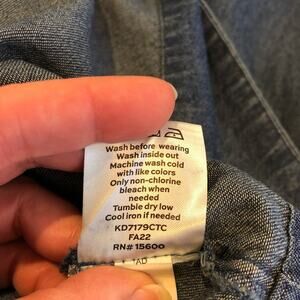 Wash before wearing
Wash inside out
Machine wash cold
with like colors
Only non-chlorine
bleach when
needed
Tumble dry low
Cool iron if needed
KD7179CTC
FA22
RN# 15600